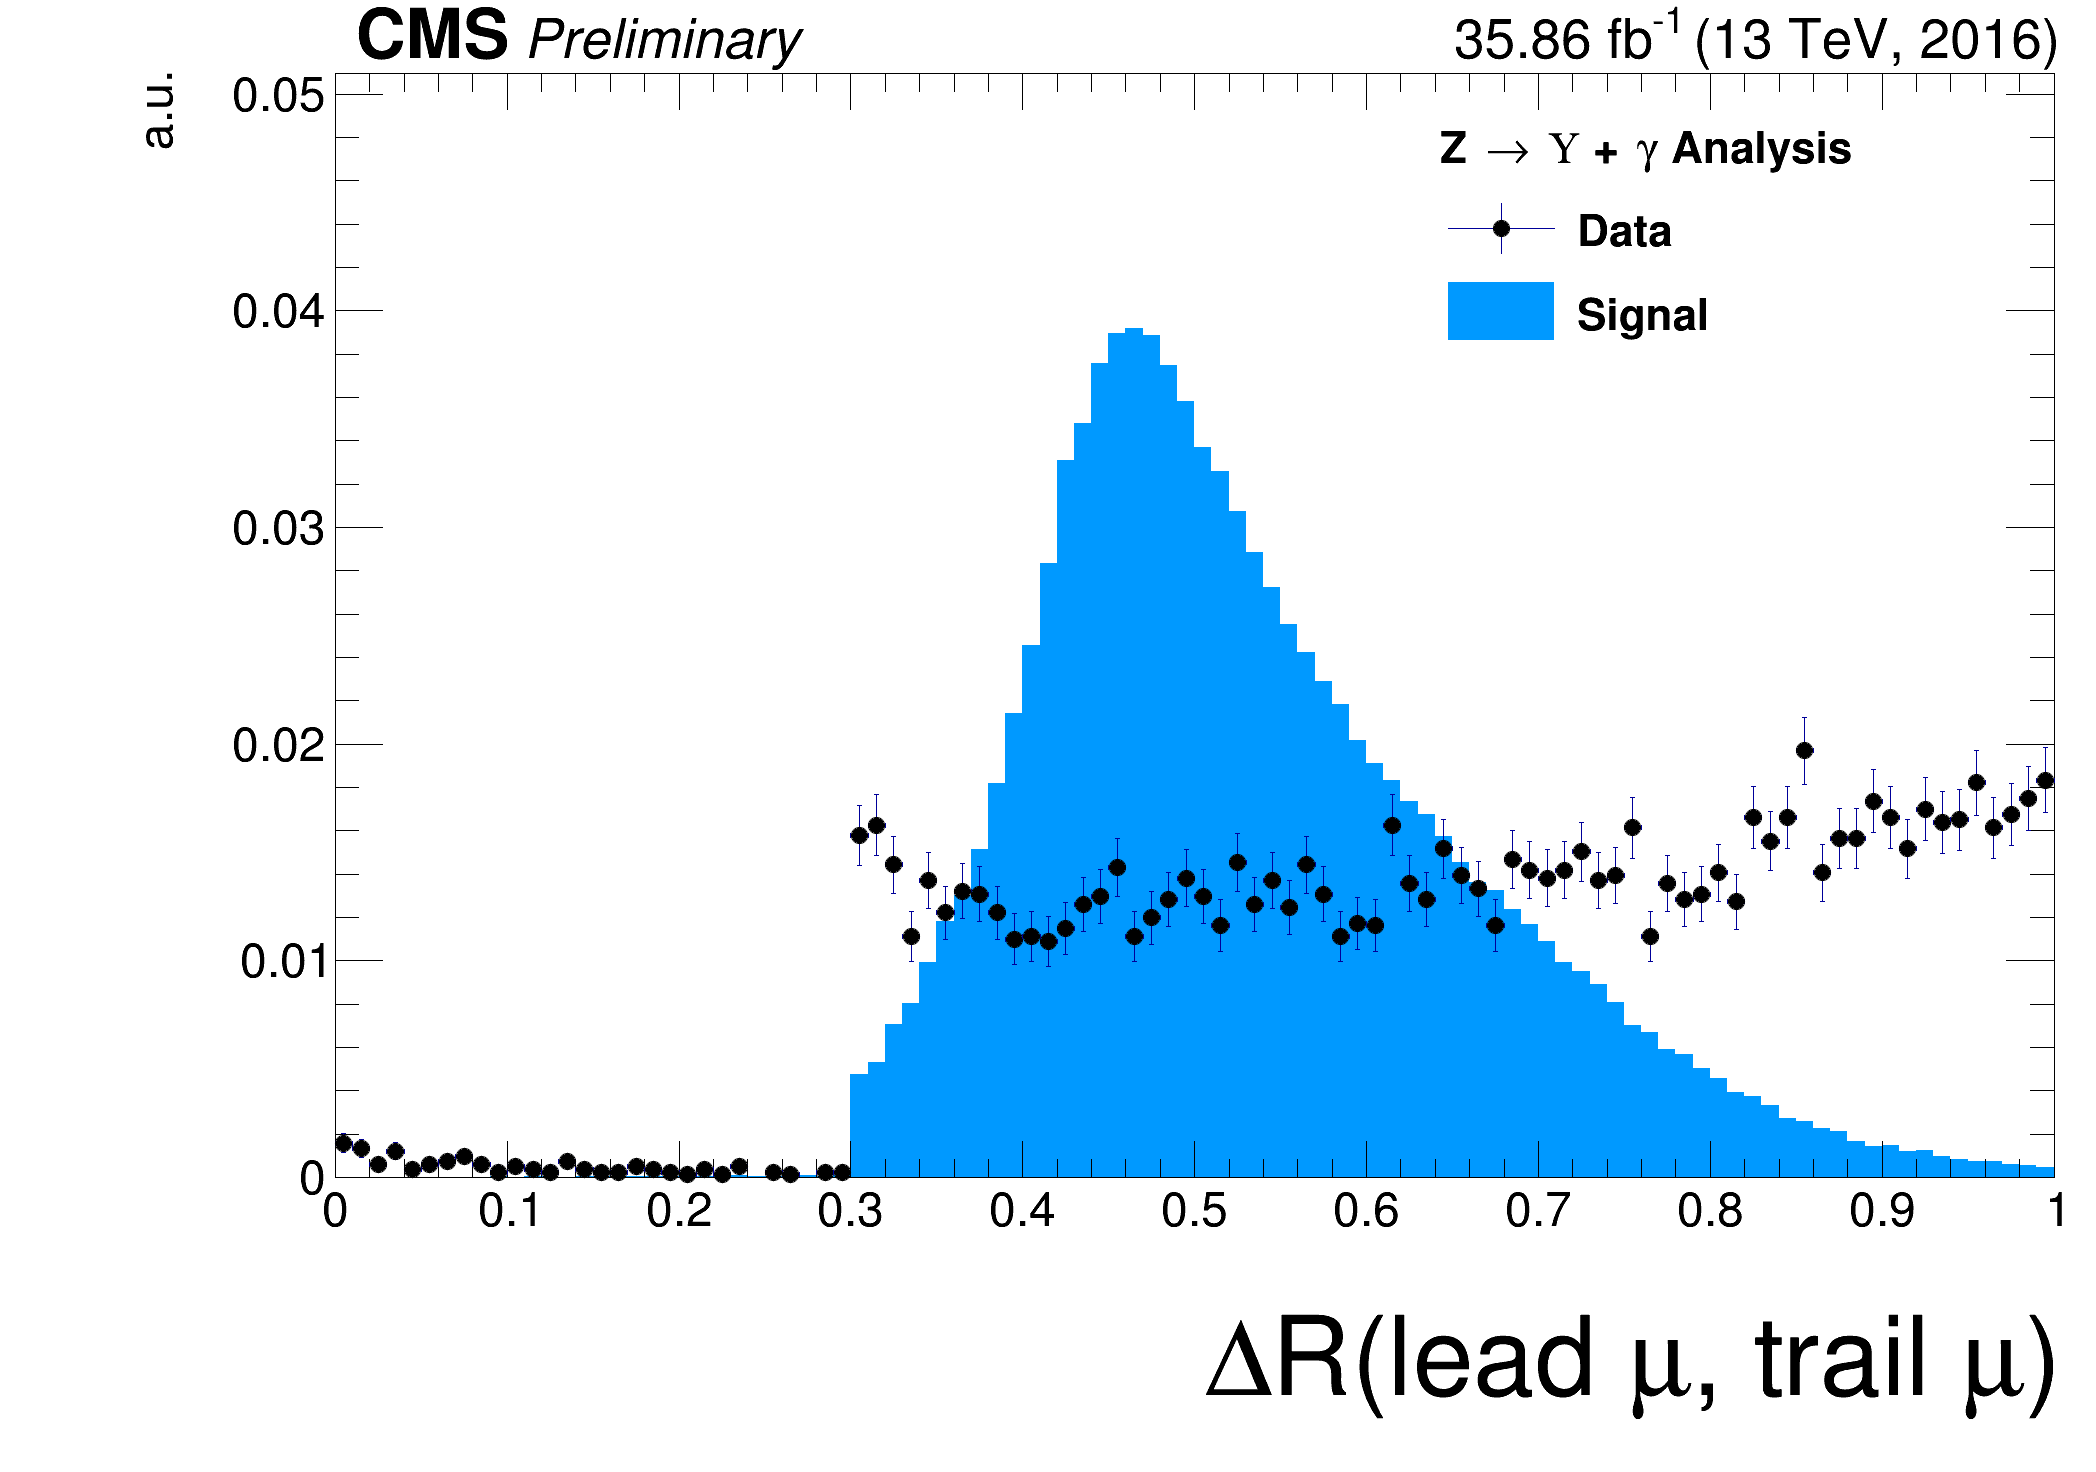 CMS Preliminary 35.86 fb⁻¹ (13 TeV, 2016)
a.u.
0.05
Z → Υ + γ Analysis
Data
Signal
0.04
0.03
0.02
0.01
0
0 0.1 0.2 0.3 0.4 0.5 0.6 0.7 0.8 0.9 1
ΔR(lead μ, trail μ)